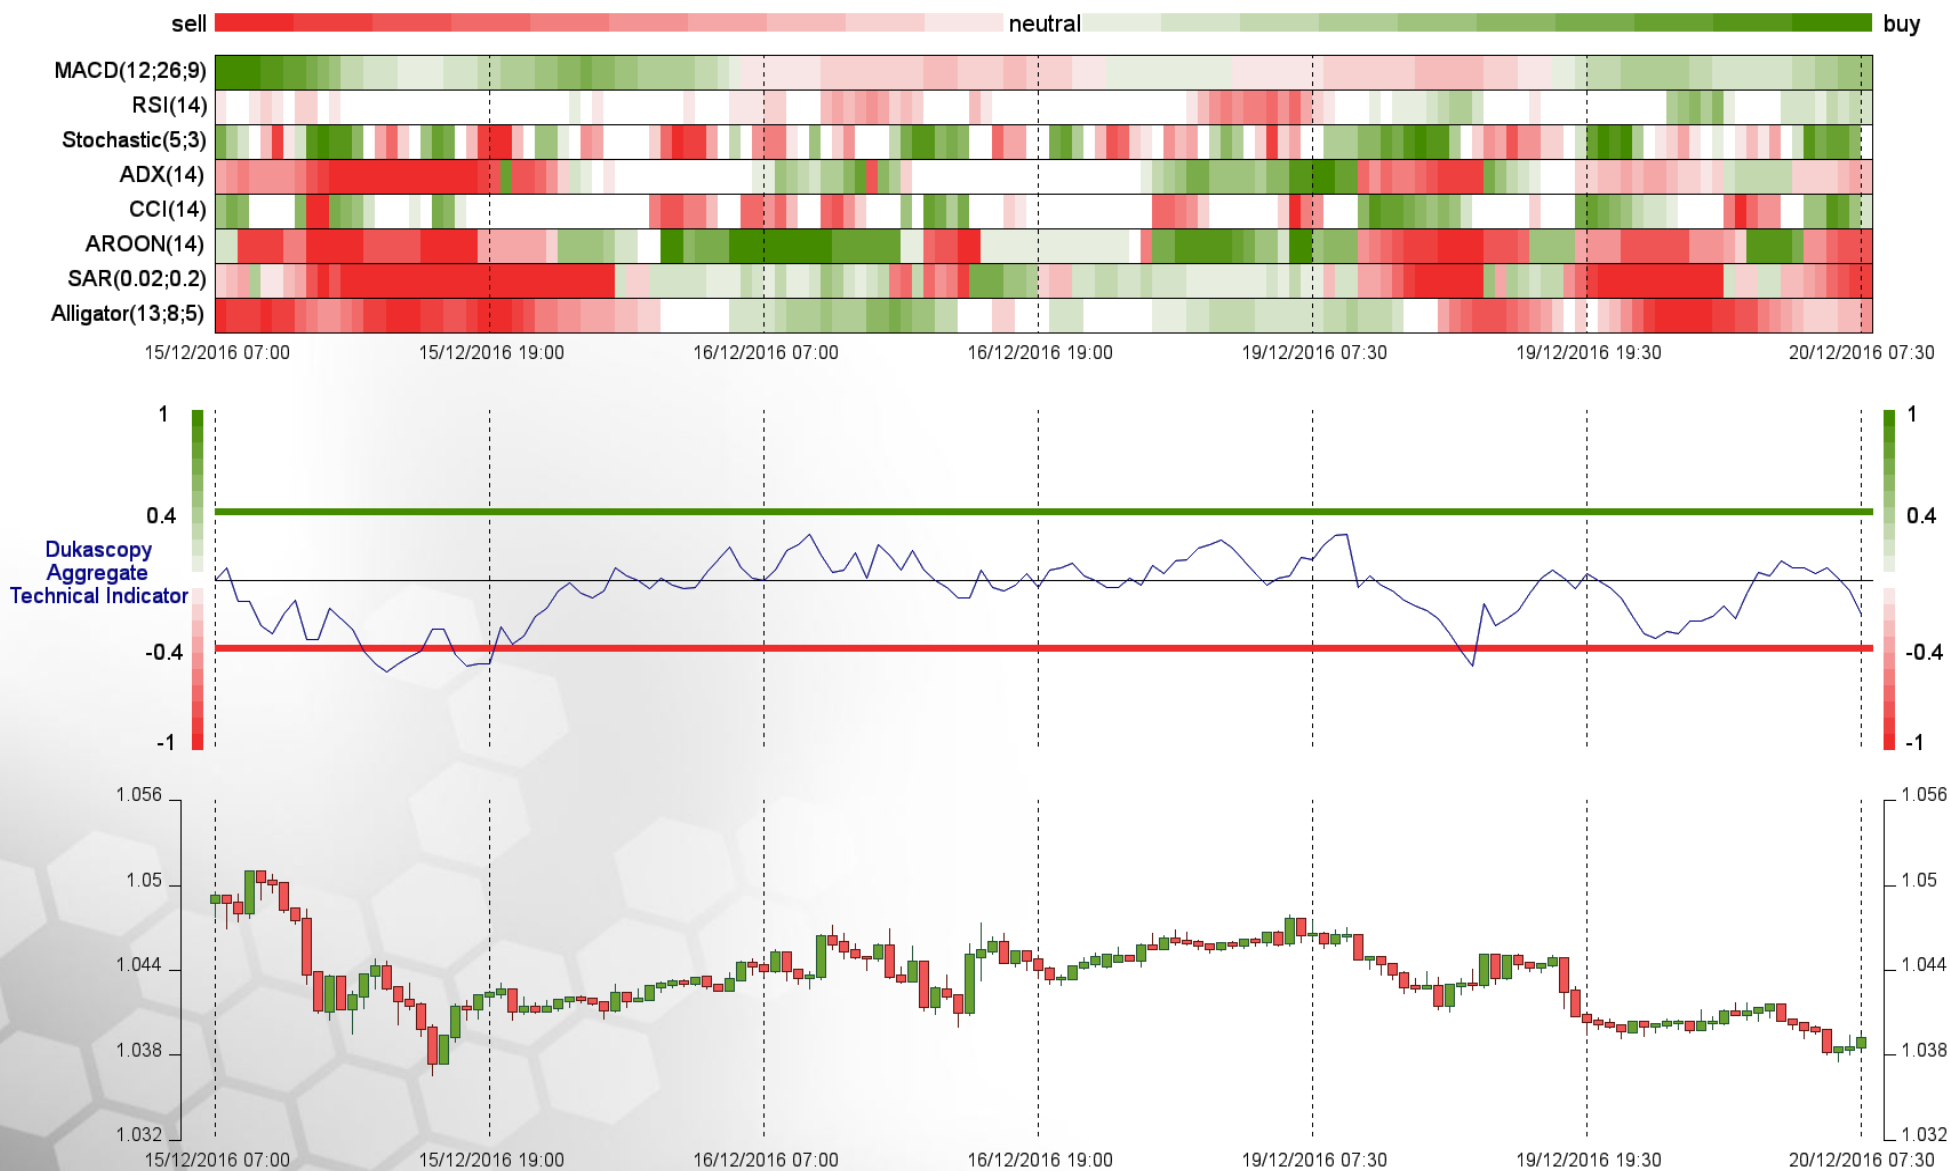 sell neutral buy
MACD(12;26;9)
RSI(14)
Stochastic(5;3)
ADX(14)
CCI(14)
AROON(14)
SAR(0.02;0.2)
Alligator(13;8;5)
15/12/2016 07:00 15/12/2016 19:00 16/12/2016 07:00 16/12/2016 19:00 19/12/2016 07:30 19/12/2016 19:30 20/12/2016 07:30
1 1
0.4 0.4
Dukascopy
Aggregate
Technical Indicator
-0.4 -0.4
-1 -1
1.056 1.056
1.05 1.05
1.044 1.044
1.038 1.038
1.032 1.032
15/12/2016 07:00 15/12/2016 19:00 16/12/2016 07:00 16/12/2016 19:00 19/12/2016 07:30 19/12/2016 19:30 20/12/2016 07:30